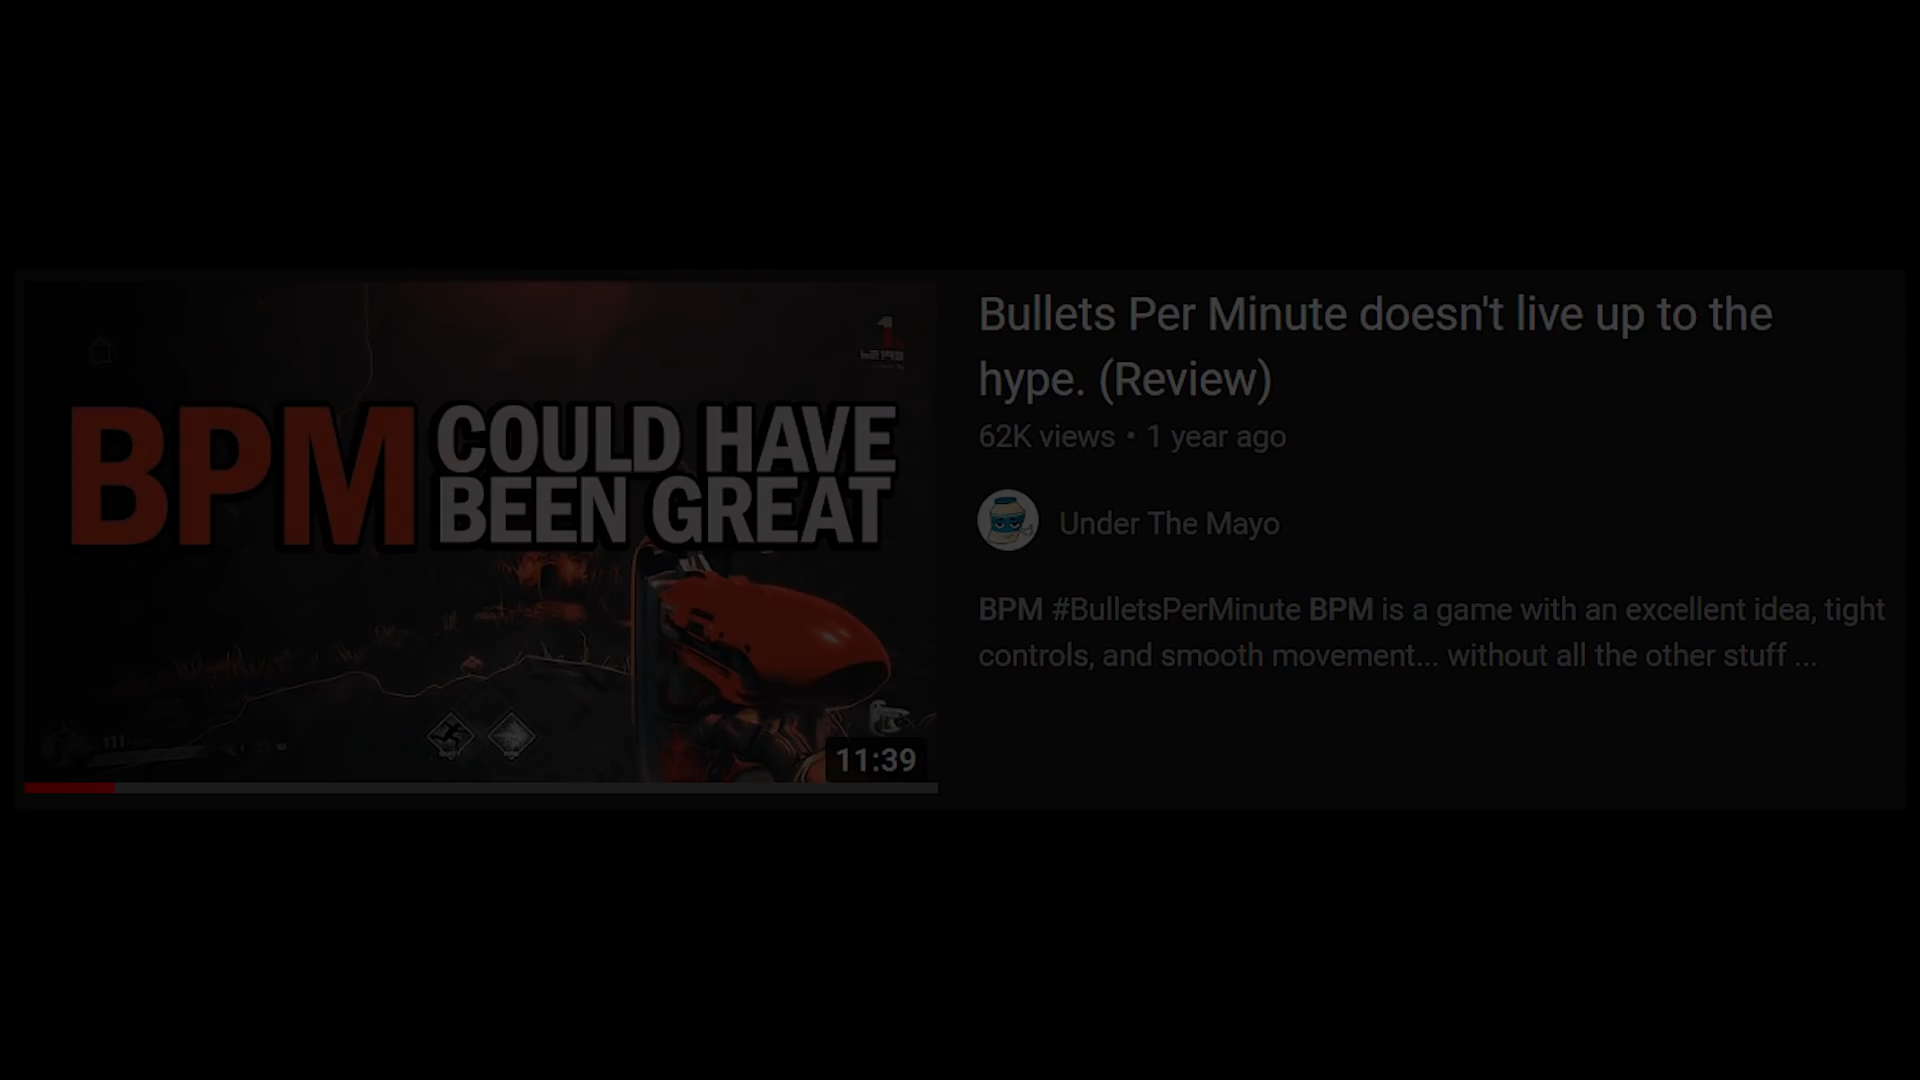 BPM COULD HAVE
BEEN GREAT
11:39
Bullets Per Minute doesn't live up to the
hype. (Review)
62K views • 1 year ago
Under The Mayo
BPM #BulletsPerMinute BPM is a game with an excellent idea, tight
controls, and smooth movement... without all the other stuff ...